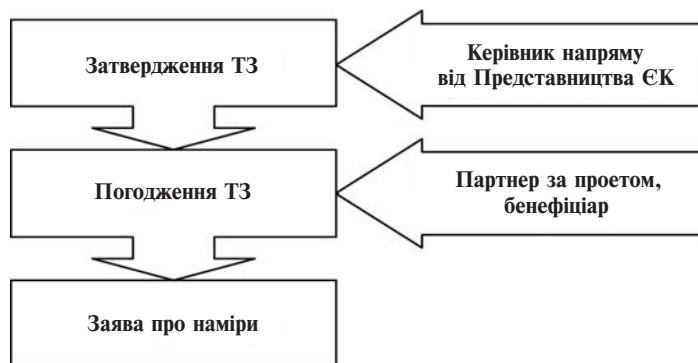 Затвердження ТЗ
Керівник напряму
від Представництва ЄК
Погодження ТЗ
Партнер за проетом,
бенефіціар
Заява про наміри